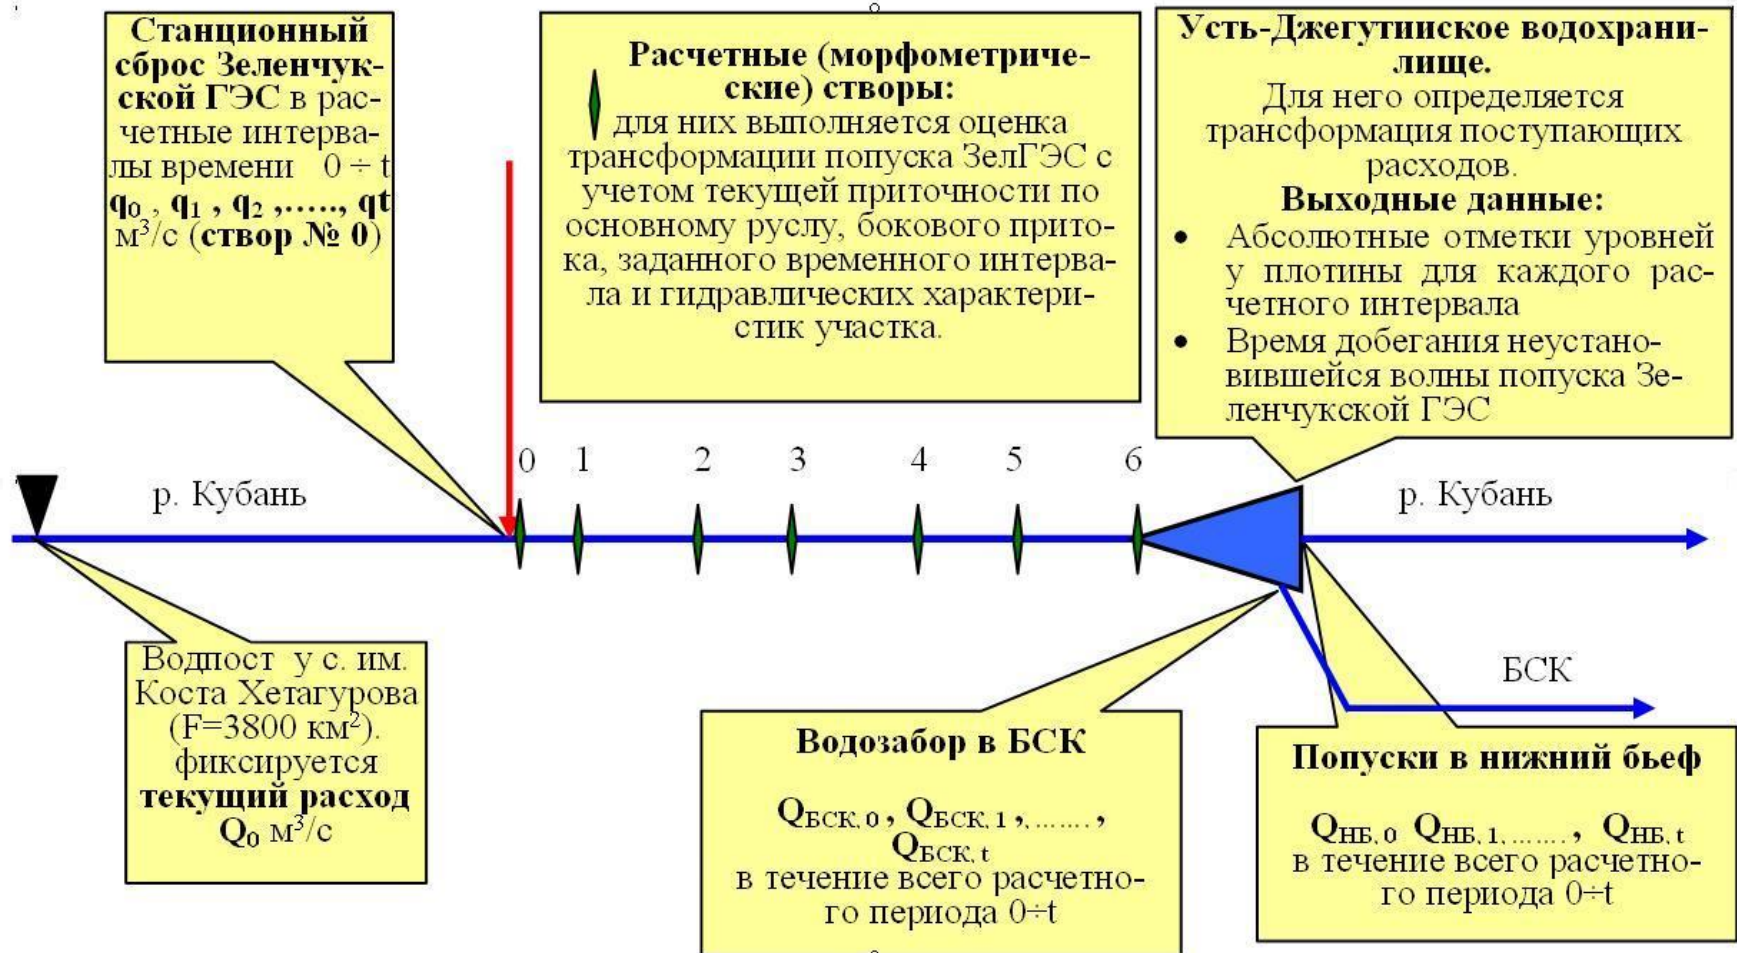 Станционный
сброс Зеленчук-
ской ГЭС в рас-
четные интерва-
лы времени 0 ÷ t
q₀ , q₁ , q₂ ,....., qt
м³/с (створ № 0)
Расчетные (морфометриче-
ские) створы:
для них выполняется оценка
трансформации попуска ЗелГЭС с
учетом текущей приточности по
основному руслу, бокового прито-
ка, заданного временного интерва-
ла и гидравлических характери-
стик участка.
Усть-Джегутииское водохрани-
лище.
Для него определяется
трансформация поступающих
расходов.
Выходные данные:
• Абсолютные отметки уровней
у плотины для каждого рас-
четного интервала
• Время добегания неустано-
вившейся волны попуска Зе-
ленчукской ГЭС
0 1 2 3 4 5 6
р. Кубань
р. Кубань
Водпост у с. им.
Коста Хетагурова
(F=3800 км²).
фиксируется
текущий расход
Q₀ м³/с
БСК
Водозабор в БСК
QБСК, 0 , QБСК, 1 ,........,
QБСК, t
в течение всего расчетно-
го периода 0÷t
Попуски в нижний бьеф
QНБ, 0 QНБ, 1,......., QНБ, t
в течение всего расчетно-
го периода 0÷t